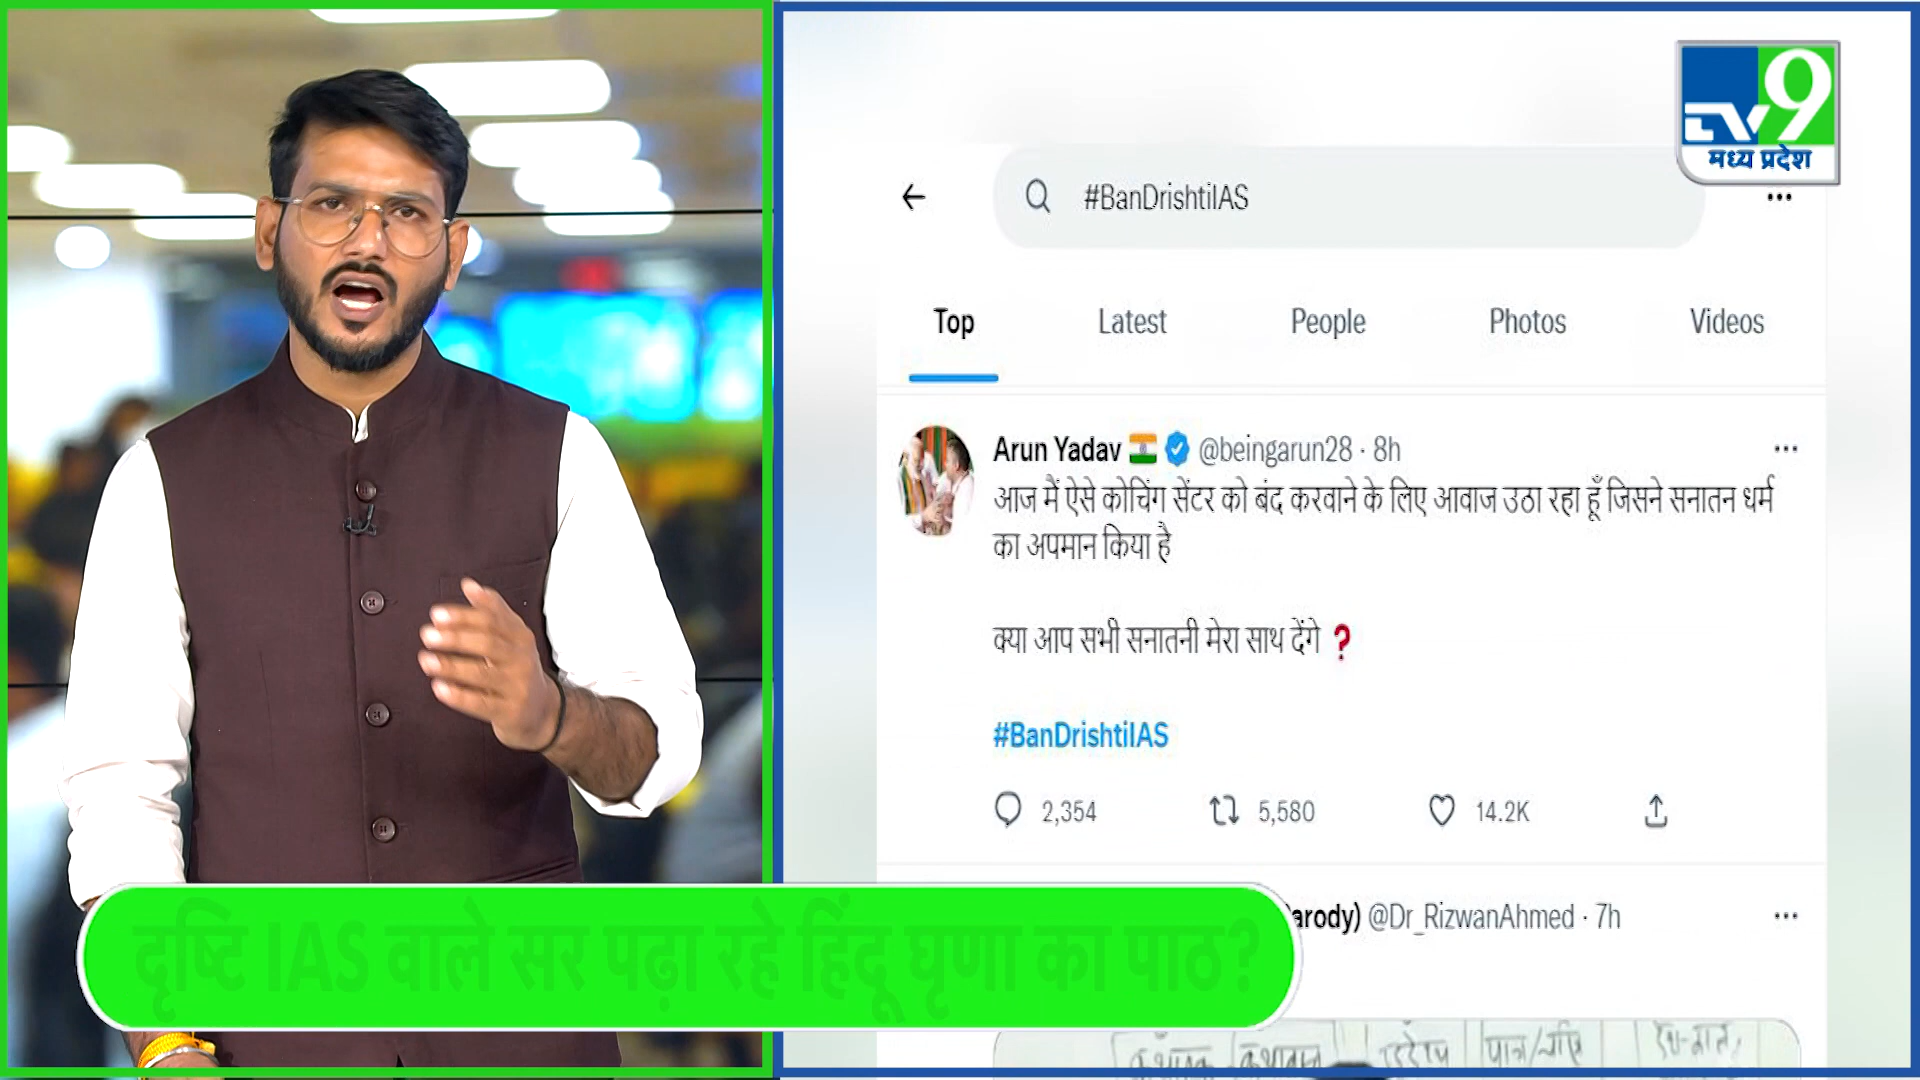 TV9
मध्य प्रदेश
#BanDrishtiIAS
Top Latest People Photos Videos
Arun Yadav @beingarun28 · 8h
आज मैं ऐसे कोचिंग सेंटर को बंद करवाने के लिए आवाज उठा रहा हूँ जिसने सनातन धर्म
का अपमान किया है
क्या आप सभी सनातनी मेरा साथ देंगे ❓
#BanDrishtiIAS
2,354 5,580 14.2K
arody) @Dr_RizwanAhmed · 7h
दृष्टि IAS वाले सर पढ़ा रहे हिंदू घृणा का पाठ?